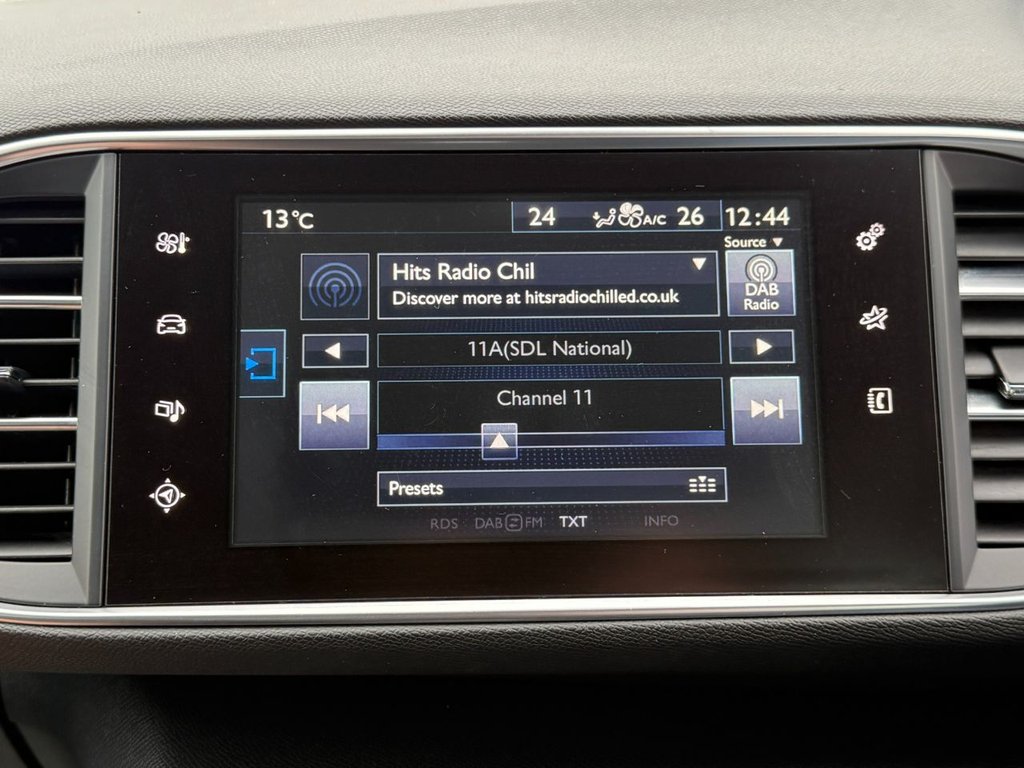 13°C
24 A/C 26 12:44
Source
Hits Radio Chil
Discover more at hitsradiochilled.co.uk
DAB
Radio
11A(SDL National)
Channel 11
Presets
RDS DAB FM TXT INFO